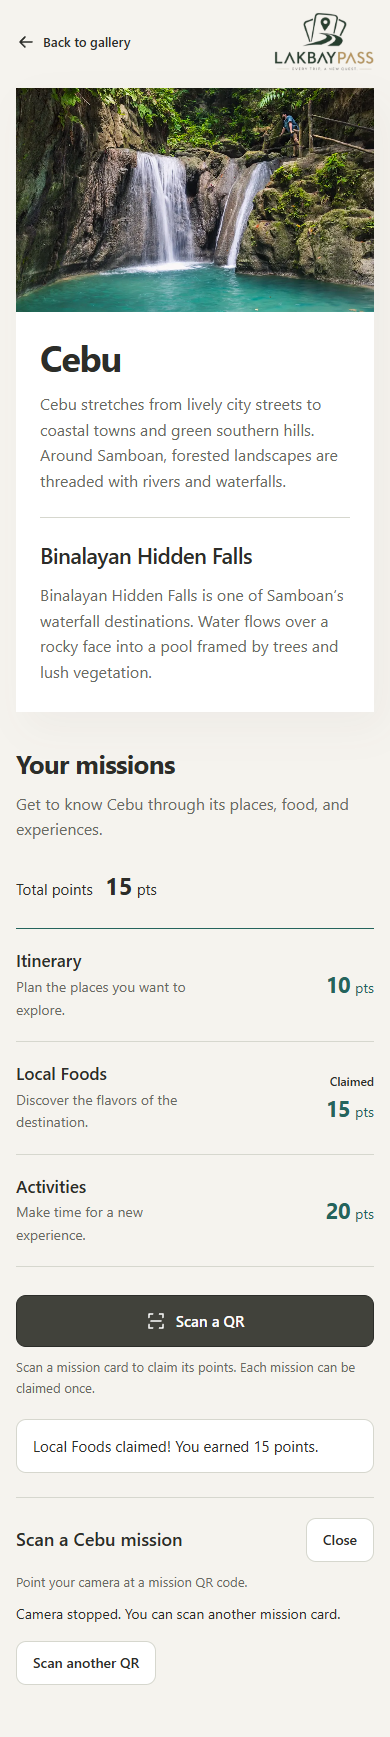 Back to gallery
LAKBAYPASS
EVERY TRIP, A NEW QUEST
Cebu
Cebu stretches from lively city streets to
coastal towns and green southern hills.
Around Samboan, forested landscapes are
threaded with rivers and waterfalls.
Binalayan Hidden Falls
Binalayan Hidden Falls is one of Samboan's
waterfall destinations. Water flows over a
rocky face into a pool framed by trees and
lush vegetation.
Your missions
Get to know Cebu through its places, food, and
experiences.
Total points 15 pts
Itinerary
Plan the places you want to
explore.
10 pts
Local Foods
Discover the flavors of the
destination.
Claimed
15 pts
Activities
Make time for a new
experience.
20 pts
Scan a QR
Scan a mission card to claim its points. Each mission can be
claimed once.
Local Foods claimed! You earned 15 points.
Scan a Cebu mission
Close
Point your camera at a mission QR code.
Camera stopped. You can scan another mission card.
Scan another QR